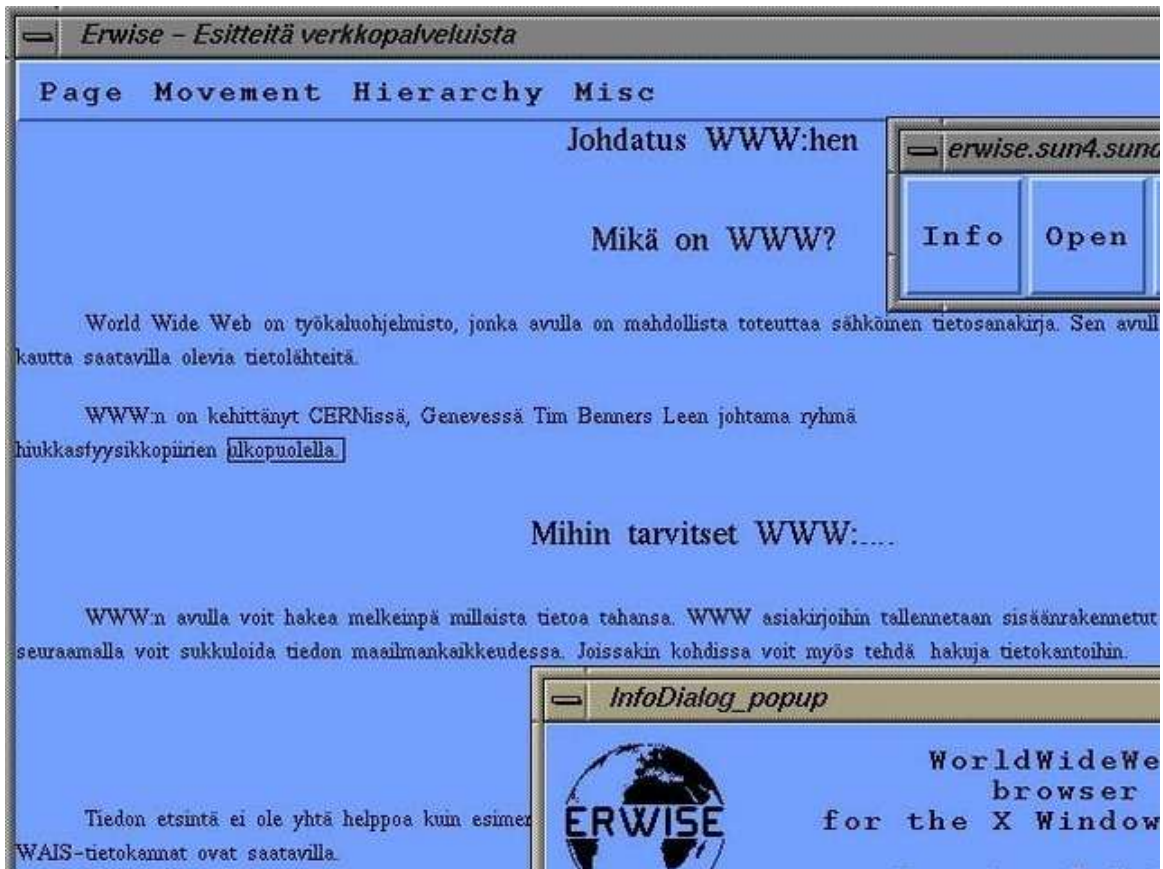 Erwise – Esitteitä verkkopalveluista
Page Movement Hierarchy Misc
Johdatus WWW:hen
erwise.sun4.sund
Info Open
Mikä on WWW?
World Wide Web on työkaluohjelmisto, jonka avulla on mahdollista toteuttaa sähköinen tietosanakirja. Sen avull
kautta saatavilla olevia tietolähteitä.
WWW:n on kehittänyt CERNissä, Genevessä Tim Benners Leen johtama ryhmä
hiukkasfyysikkopiirien ulkopuolella.
Mihin tarvitset WWW:....
WWW:n avulla voit hakea melkeinpä millaista tietoa tahansa. WWW asiakirjoihin tallennetaan sisäänrakennetut
seuraamalla voit sukkuloida tiedon maailmankaikkeudessa. Joissakin kohdissa voit myös tehdä hakuja tietokantoihin.
InfoDialog_popup
WorldWideWe
browser
ERWISE
for the X Window
Tiedon etsintä ei ole yhtä helppoa kuin esimer
WAIS-tietokannat ovat saatavilla.